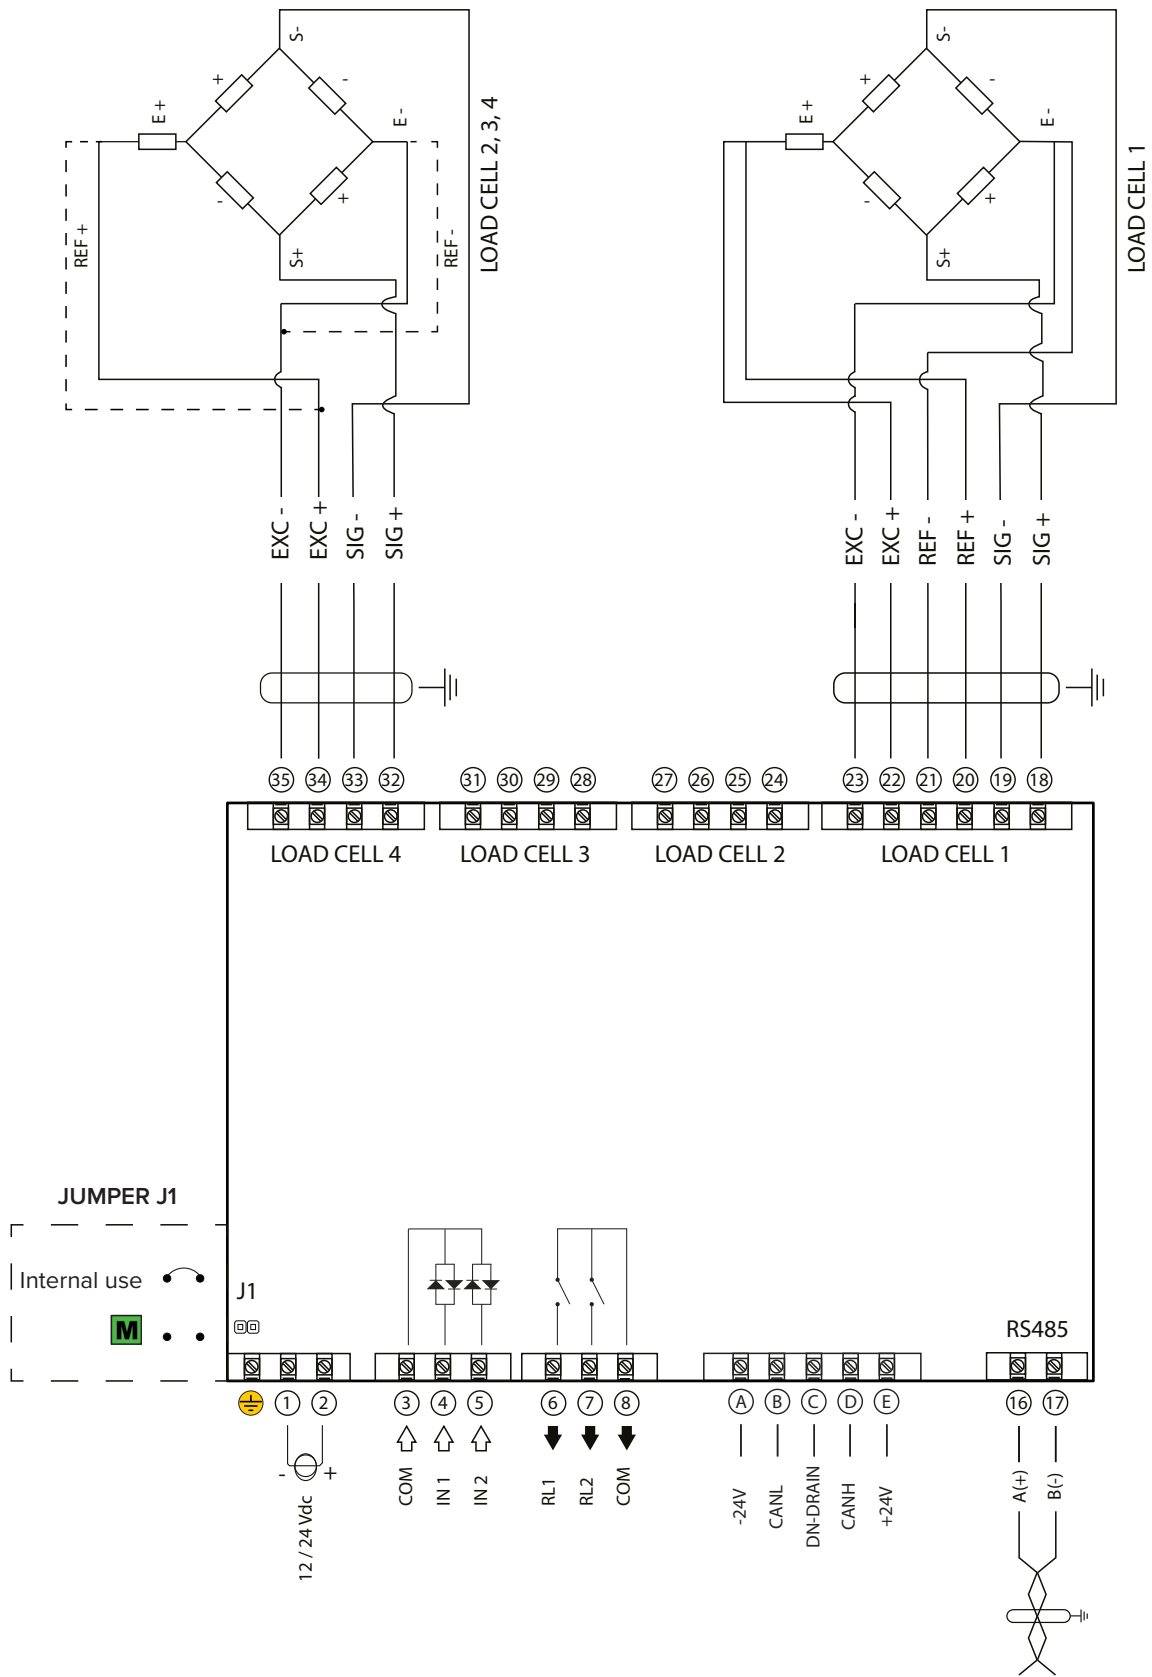 S-
S-
+
-
+
-
E +
E -
E +
E -
LOAD CELL 2, 3, 4
LOAD CELL 1
-
+
-
+
REF +
S+
REF -
S+
EXC -
EXC +
SIG -
SIG +
EXC -
EXC +
REF -
REF +
SIG -
SIG +
35 34 33 32 31 30 29 28 27 26 25 24 23 22 21 20 19 18
LOAD CELL 4 LOAD CELL 3 LOAD CELL 2 LOAD CELL 1
JUMPER J1
Internal use
J1
M
RS485
1 2 3 4 5 6 7 8 A B C D E 16 17
- +
12 / 24 Vdc
COM
IN 1
IN 2
RL1
RL2
COM
-24V
CANL
DN-DRAIN
CANH
+24V
A(+)
B(-)